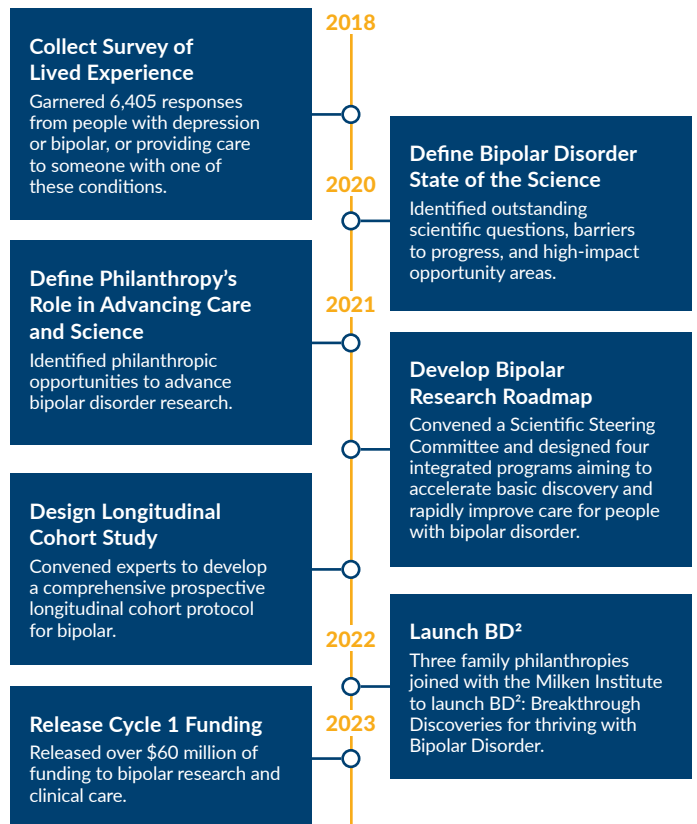 2018
Collect Survey of
Lived Experience
Garnered 6,405 responses
from people with depression
or bipolar, or providing care
to someone with one of
these conditions.
2020
Define Bipolar Disorder
State of the Science
Identified outstanding
scientific questions, barriers
to progress, and high-impact
opportunity areas.
2021
Define Philanthropy’s
Role in Advancing Care
and Science
Identified philanthropic
opportunities to advance
bipolar disorder research.
Develop Bipolar
Research Roadmap
Convened a Scientific Steering
Committee and designed four
integrated programs aiming to
accelerate basic discovery and
rapidly improve care for people
with bipolar disorder.
Design Longitudinal
Cohort Study
Convened experts to develop
a comprehensive prospective
longitudinal cohort protocol
for bipolar.
2022
Launch BD²
Three family philanthropies
joined with the Milken Institute
to launch BD²: Breakthrough
Discoveries for thriving with
Bipolar Disorder.
2023
Release Cycle 1 Funding
Released over $60 million of
funding to bipolar research and
clinical care.